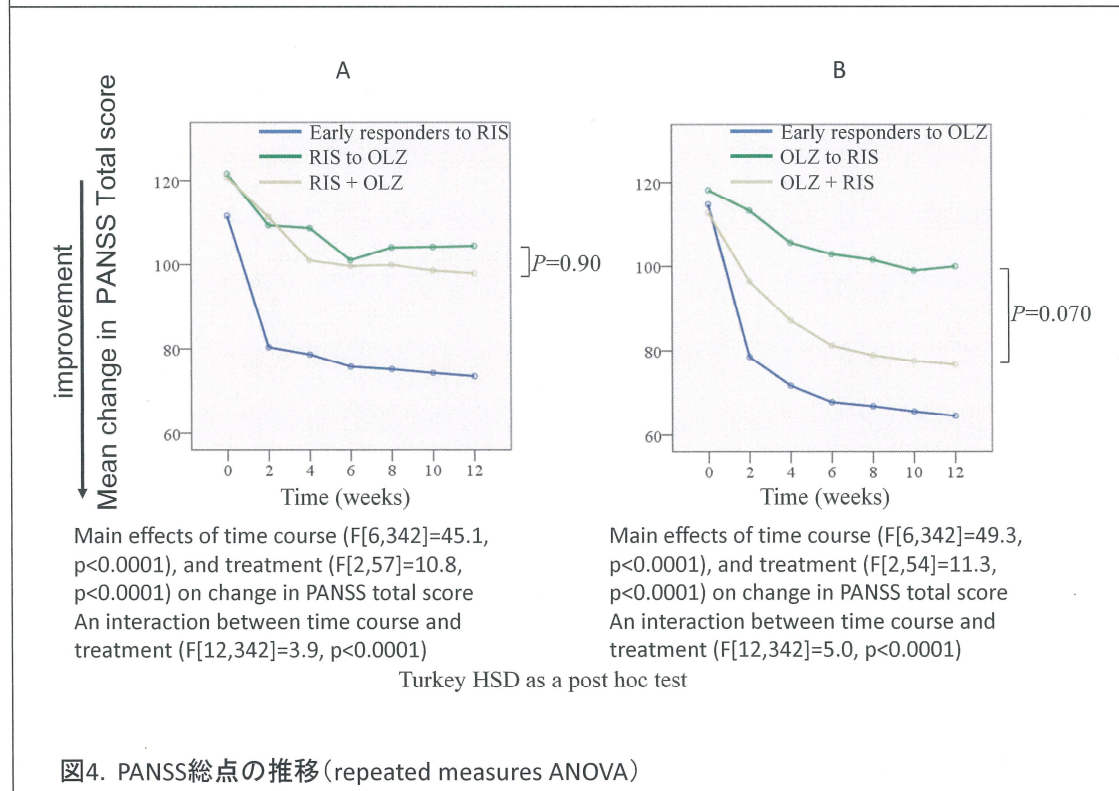 A
B
improvement
Mean change in PANSS Total score
Early responders to RIS
RIS to OLZ
RIS + OLZ
120
100
80
60
0 2 4 6 8 10 12
Time (weeks)
P=0.90
Early responders to OLZ
OLZ to RIS
OLZ + RIS
120
100
80
60
0 2 4 6 8 10 12
Time (weeks)
P=0.070
Main effects of time course (F[6,342]=45.1,
p<0.0001), and treatment (F[2,57]=10.8,
p<0.0001) on change in PANSS total score
An interaction between time course and
treatment (F[12,342]=3.9, p<0.0001)
Main effects of time course (F[6,342]=49.3,
p<0.0001), and treatment (F[2,54]=11.3,
p<0.0001) on change in PANSS total score
An interaction between time course and
treatment (F[12,342]=5.0, p<0.0001)
Turkey HSD as a post hoc test
図4. PANSS総点の推移（repeated measures ANOVA）